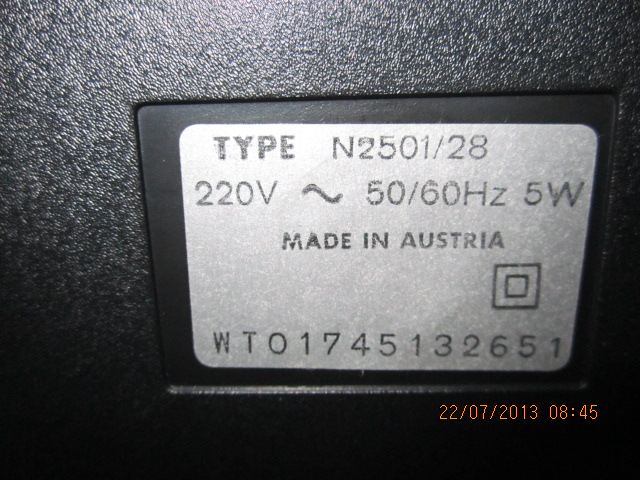 TYPE N2501/28
220V ~ 50/60Hz 5W
MADE IN AUSTRIA
WT01745132651
22/07/2013 08:45